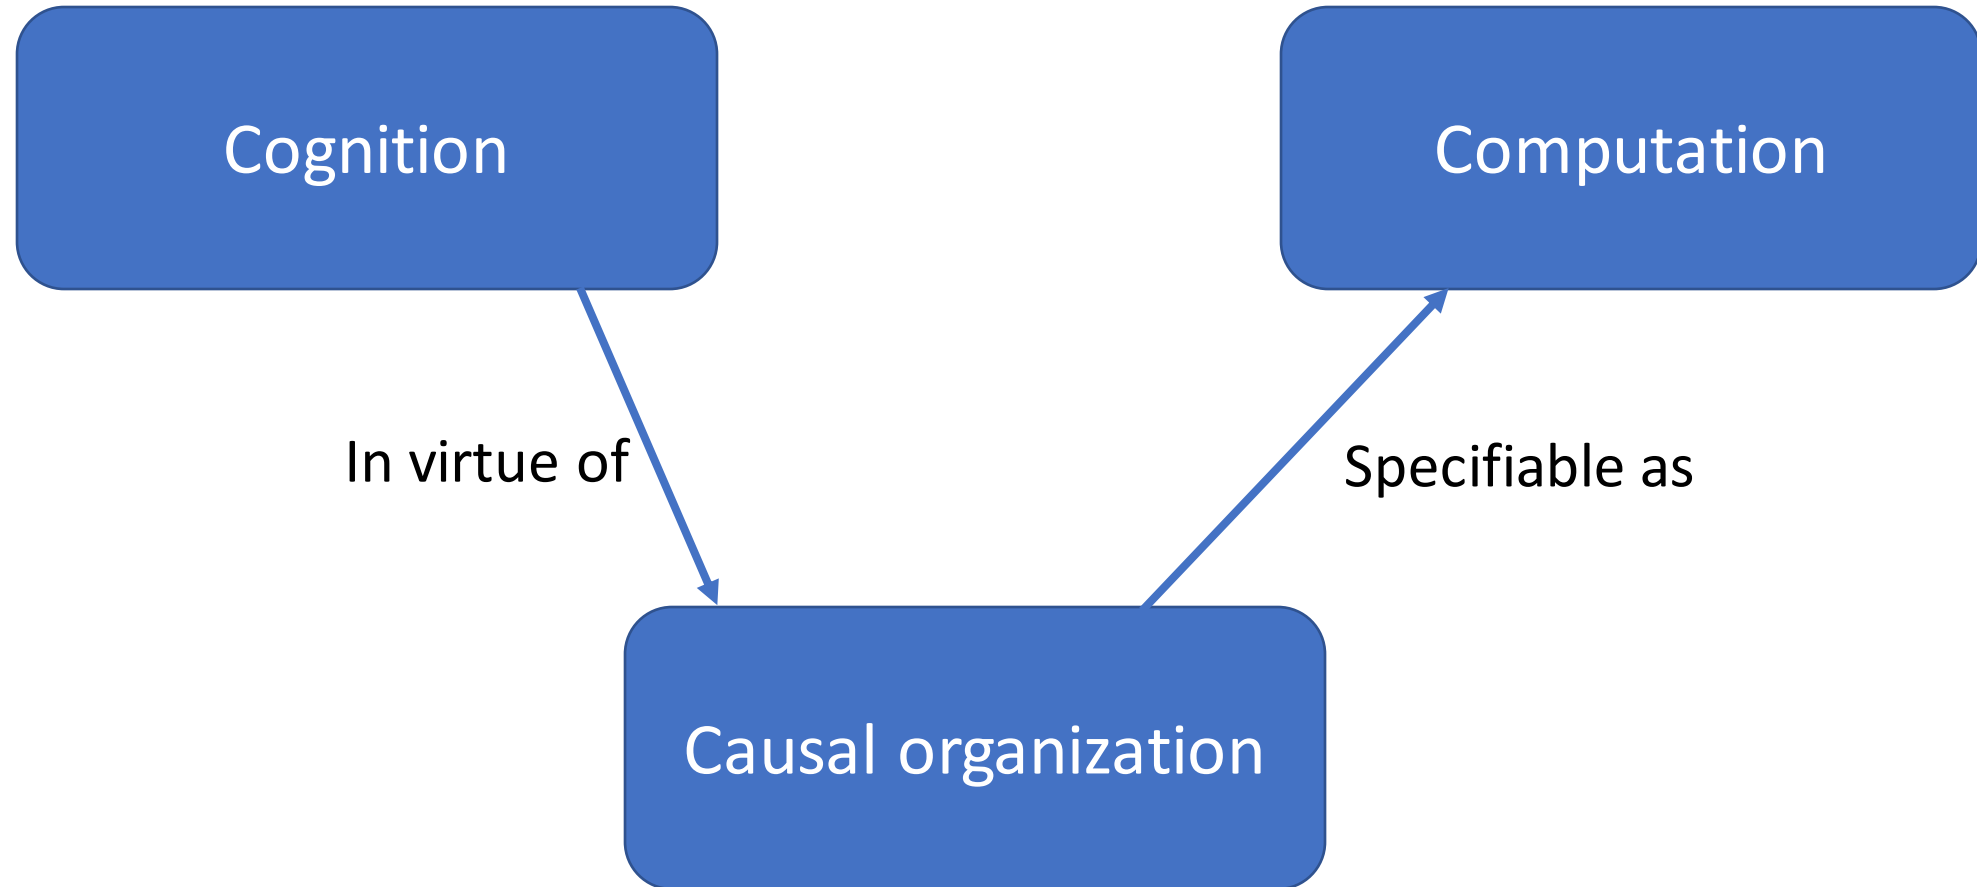 Cognition
Computation
In virtue of
Specifiable as
Causal organization